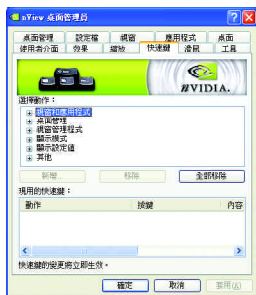 nView 桌面管理員
桌面管理 設定檔 視窗 應用程式 桌面
使用者介面 效果 縮放 快速鍵 滑鼠 工具
NVIDIA.
選擇動作：
視窗和應用程式
桌面管理
視窗管理程式
顯示模式
顯示設定值
其他
新增... 移除 全部移除
現用的快速鍵：
動作 按鍵 內容
快速鍵的變更將立即生效。
確定 取消 套用(A)